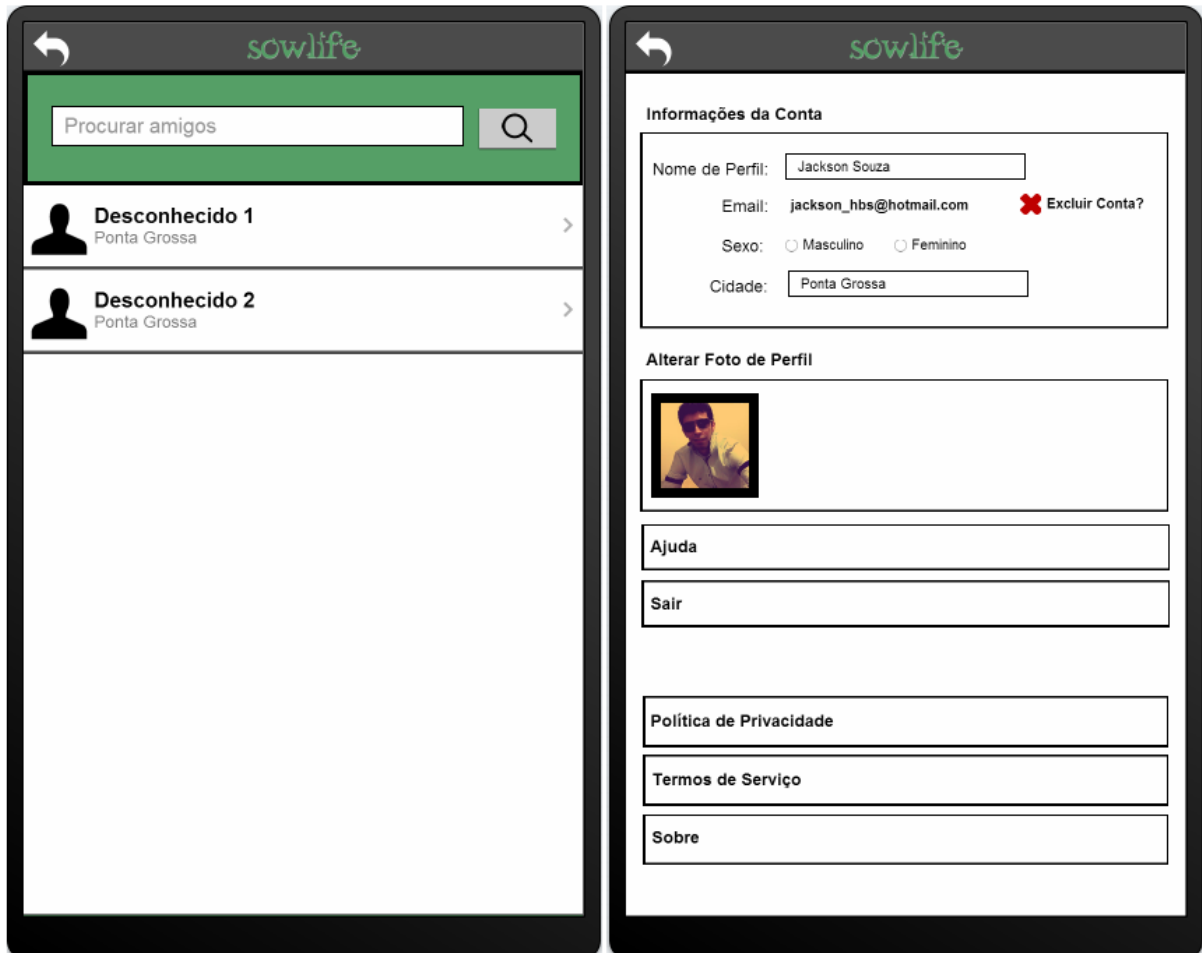 sowlife
Procurar amigos
Desconhecido 1
Ponta Grossa
Desconhecido 2
Ponta Grossa
sowlife
Informações da Conta
Nome de Perfil: Jackson Souza
Email: jackson_hbs@hotmail.com Excluir Conta?
Sexo: Masculino Feminino
Cidade: Ponta Grossa
Alterar Foto de Perfil
Ajuda
Sair
Política de Privacidade
Termos de Serviço
Sobre